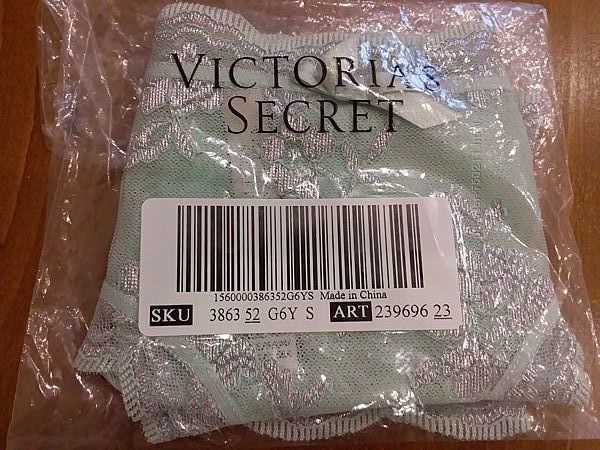 VICTORIA'S
SECRET
1560000386352G6YS Made in China
SKU 3863 52 G6Y S ART 239696 23